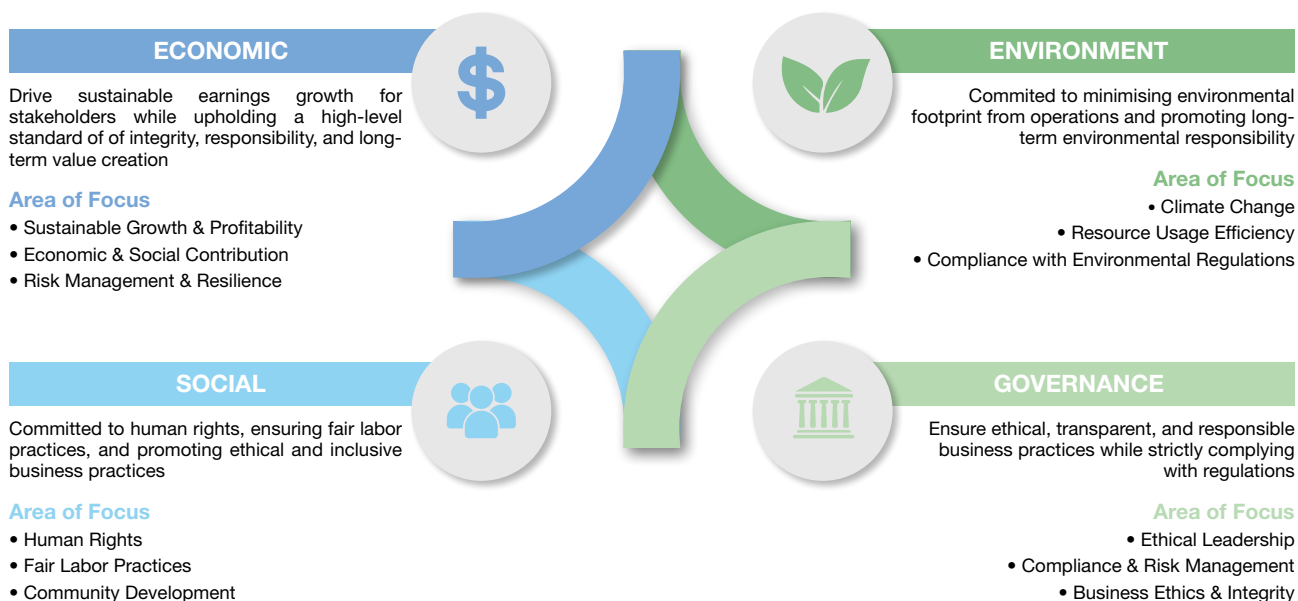 ECONOMIC
Drive sustainable earnings growth for
stakeholders while upholding a high-level
standard of of integrity, responsibility, and long-
term value creation
Area of Focus
• Sustainable Growth & Profitability
• Economic & Social Contribution
• Risk Management & Resilience
ENVIRONMENT
Commited to minimising environmental
footprint from operations and promoting long-
term environmental responsibility
Area of Focus
• Climate Change
• Resource Usage Efficiency
• Compliance with Environmental Regulations
SOCIAL
Committed to human rights, ensuring fair labor
practices, and promoting ethical and inclusive
business practices
Area of Focus
• Human Rights
• Fair Labor Practices
• Community Development
GOVERNANCE
Ensure ethical, transparent, and responsible
business practices while strictly complying
with regulations
Area of Focus
• Ethical Leadership
• Compliance & Risk Management
• Business Ethics & Integrity